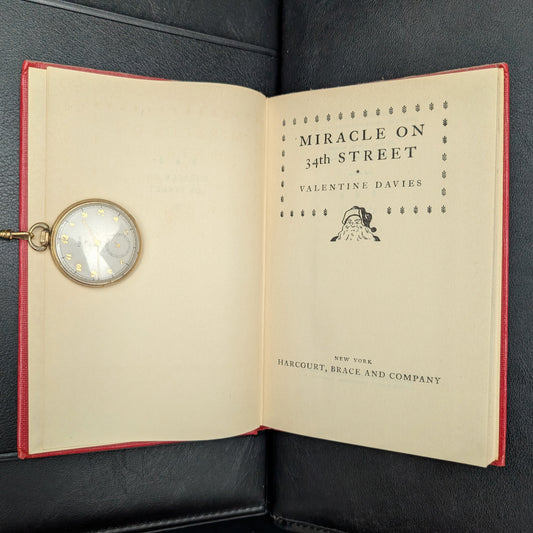 MIRACLE ON
34th STREET
VALENTINE DAVIES
NEW YORK
HARCOURT, BRACE AND COMPANY